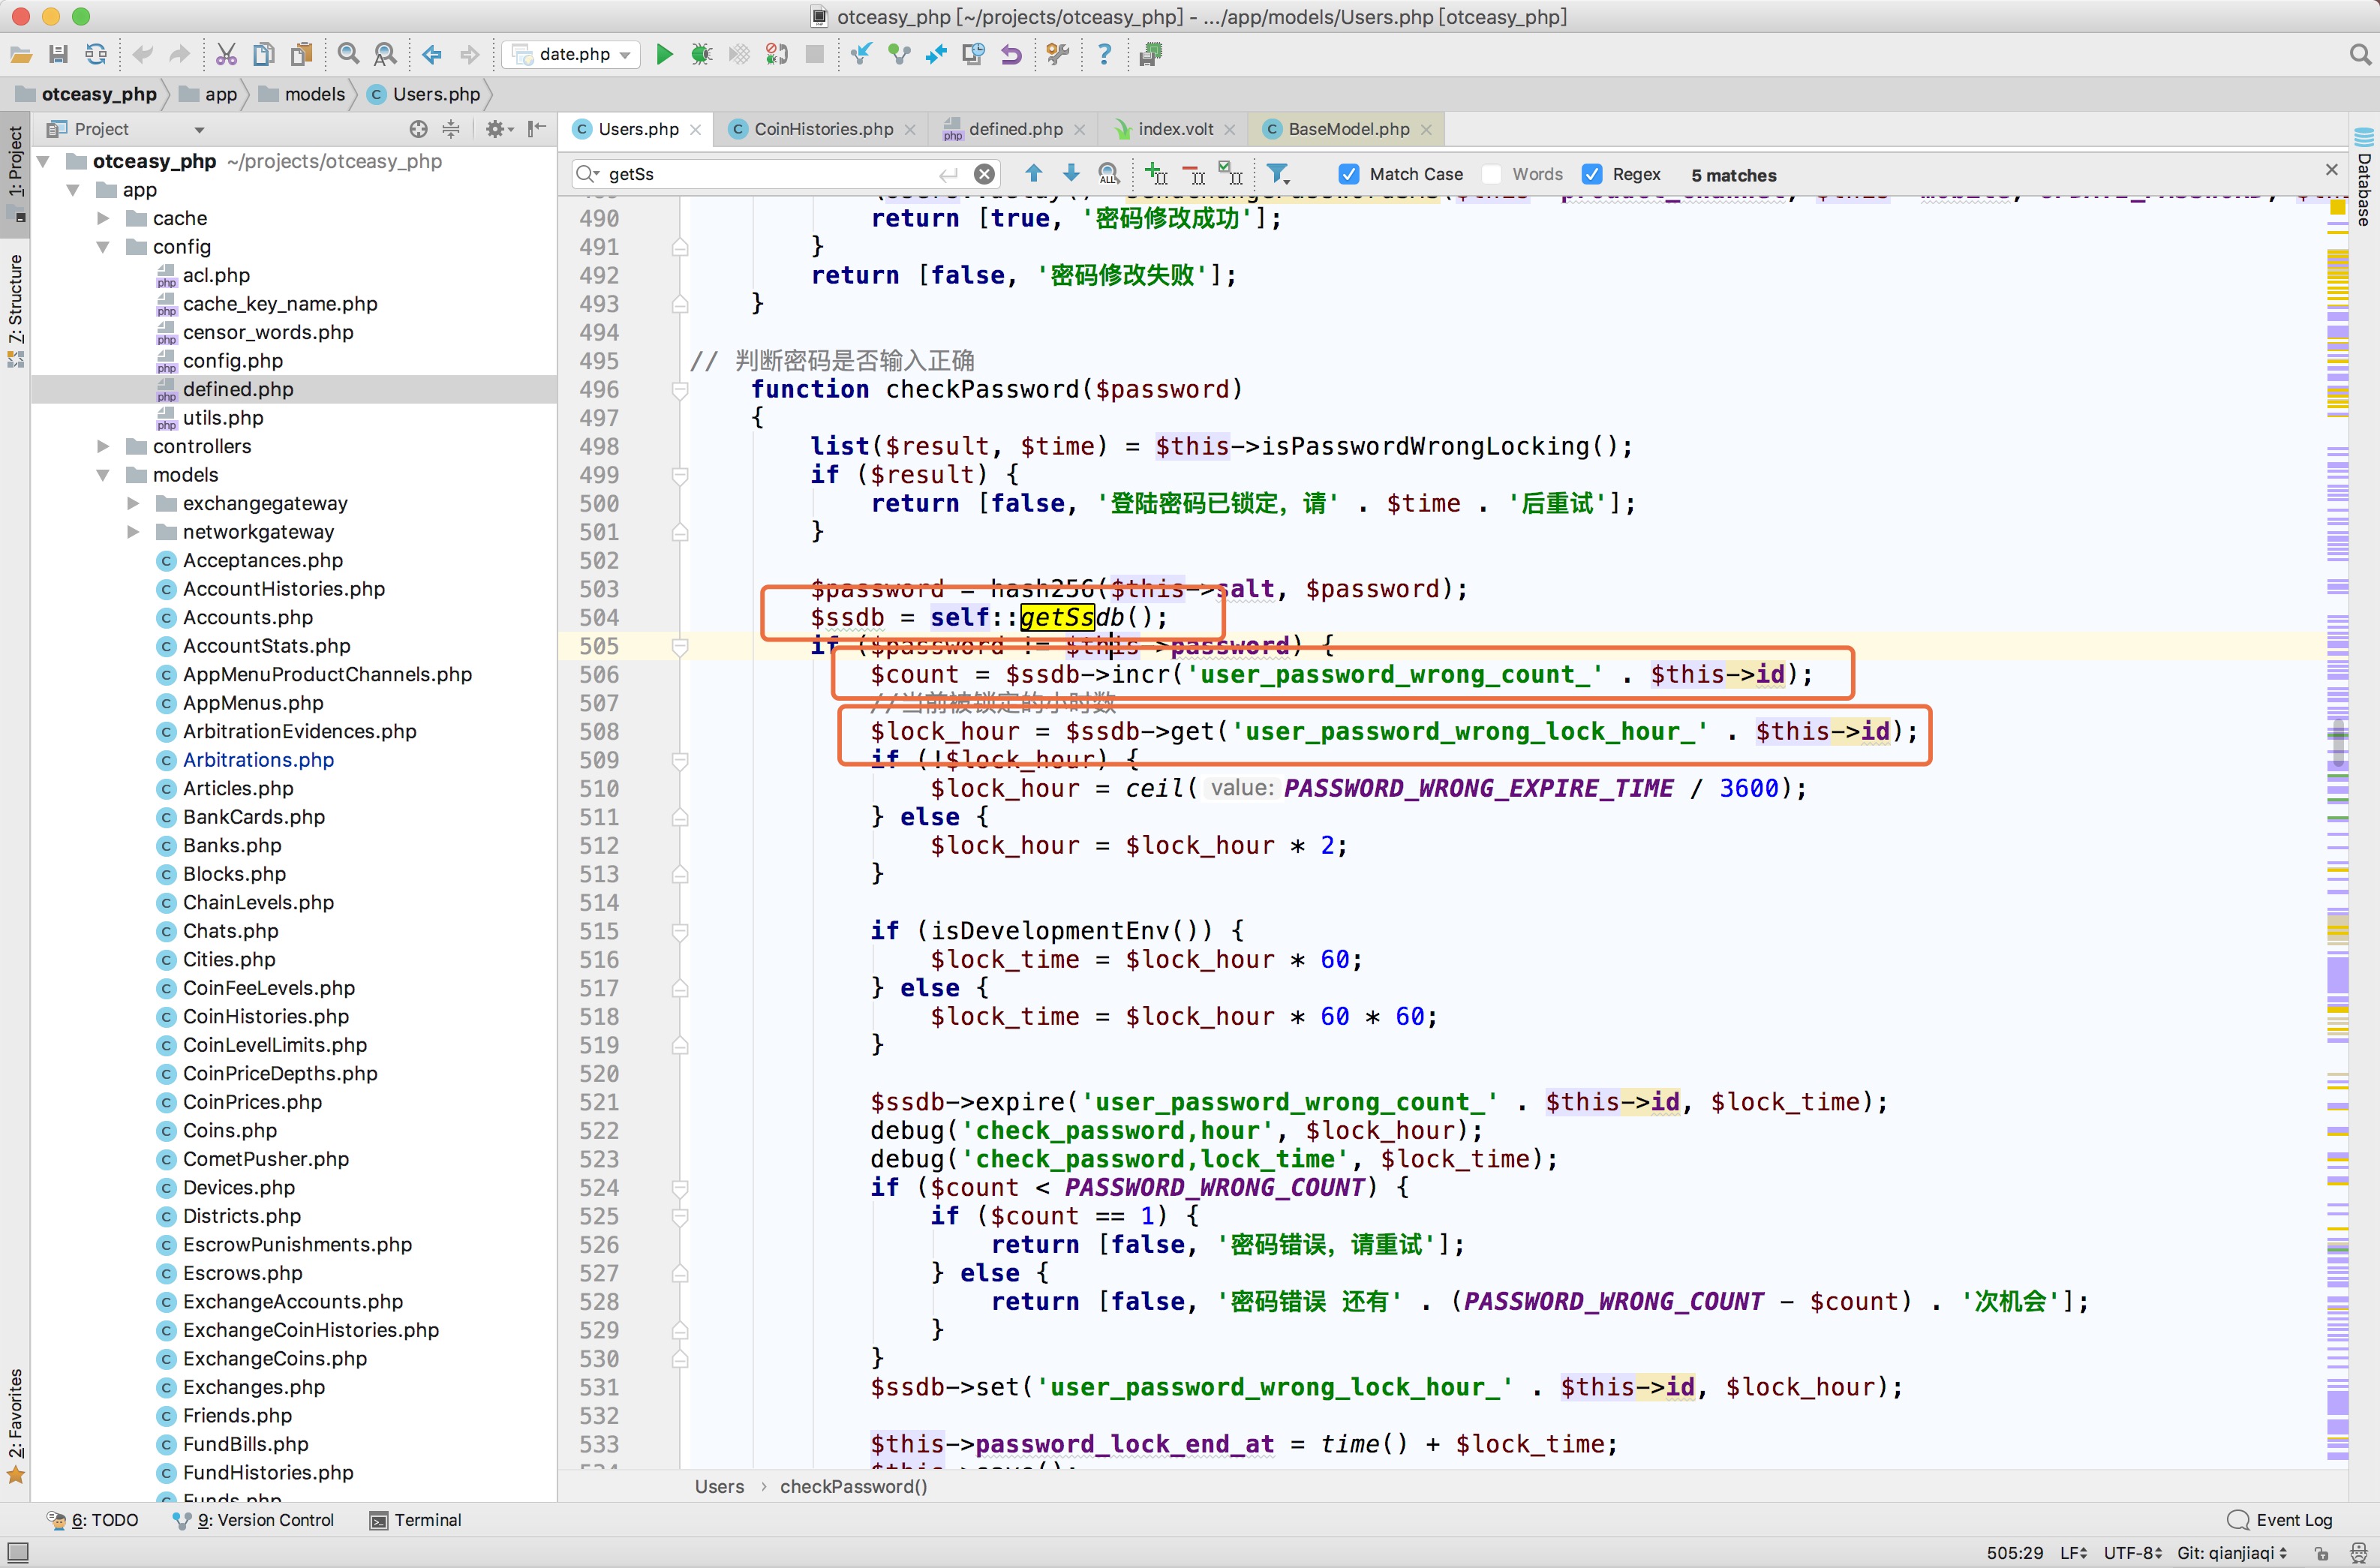 otceasy_php [~/projects/otceasy_php] - .../app/models/Users.php [otceasy_php]
date.php
otceasy_php
app
models
Users.php
1: Project
Z: Structure
2: Favorites
Project
otceasy_php ~/projects/otceasy_php
app
cache
config
acl.php
cache_key_name.php
censor_words.php
config.php
defined.php
utils.php
controllers
models
exchangegateway
networkgateway
Acceptances.php
AccountHistories.php
Accounts.php
AccountStats.php
AppMenuProductChannels.php
AppMenus.php
ArbitrationEvidences.php
Arbitrations.php
Articles.php
BankCards.php
Banks.php
Blocks.php
ChainLevels.php
Chats.php
Cities.php
CoinFeeLevels.php
CoinHistories.php
CoinLevelLimits.php
CoinPriceDepths.php
CoinPrices.php
Coins.php
CometPusher.php
Devices.php
Districts.php
EscrowPunishments.php
Escrows.php
ExchangeAccounts.php
ExchangeCoinHistories.php
ExchangeCoins.php
Exchanges.php
Friends.php
FundBills.php
FundHistories.php
Funds.php
Users.php
CoinHistories.php
defined.php
index.volt
BaseModel.php
getSs
Match Case
Words
Regex
5 matches
490 return [true, '密码修改成功'];
491 }
492 return [false, '密码修改失败'];
493 }
494
495 // 判断密码是否输入正确
496 function checkPassword($password)
497 {
498 list($result, $time) = $this->isPasswordWrongLocking();
499 if ($result) {
500 return [false, '登陆密码已锁定，请' . $time . '后重试'];
501 }
502
503 $password = hash256($this->salt, $password);
504 $ssdb = self::getSsdb();
505 if ($password != $this->password) {
506 $count = $ssdb->incr('user_password_wrong_count_' . $this->id);
507 //当前被锁定的小时数
508 $lock_hour = $ssdb->get('user_password_wrong_lock_hour_' . $this->id);
509 if (!$lock_hour) {
510 $lock_hour = ceil( value: PASSWORD_WRONG_EXPIRE_TIME / 3600);
511 } else {
512 $lock_hour = $lock_hour * 2;
513 }
514
515 if (isDevelopmentEnv()) {
516 $lock_time = $lock_hour * 60;
517 } else {
518 $lock_time = $lock_hour * 60 * 60;
519 }
520
521 $ssdb->expire('user_password_wrong_count_' . $this->id, $lock_time);
522 debug('check_password,hour', $lock_hour);
523 debug('check_password,lock_time', $lock_time);
524 if ($count < PASSWORD_WRONG_COUNT) {
525 if ($count == 1) {
526 return [false, '密码错误，请重试'];
527 } else {
528 return [false, '密码错误 还有' . (PASSWORD_WRONG_COUNT - $count) . '次机会'];
529 }
530 }
531 $ssdb->set('user_password_wrong_lock_hour_' . $this->id, $lock_hour);
532
533 $this->password_lock_end_at = time() + $lock_time;
Users › checkPassword()
Database
6: TODO
9: Version Control
Terminal
Event Log
505:29 LF UTF-8 Git: qianjiaqi